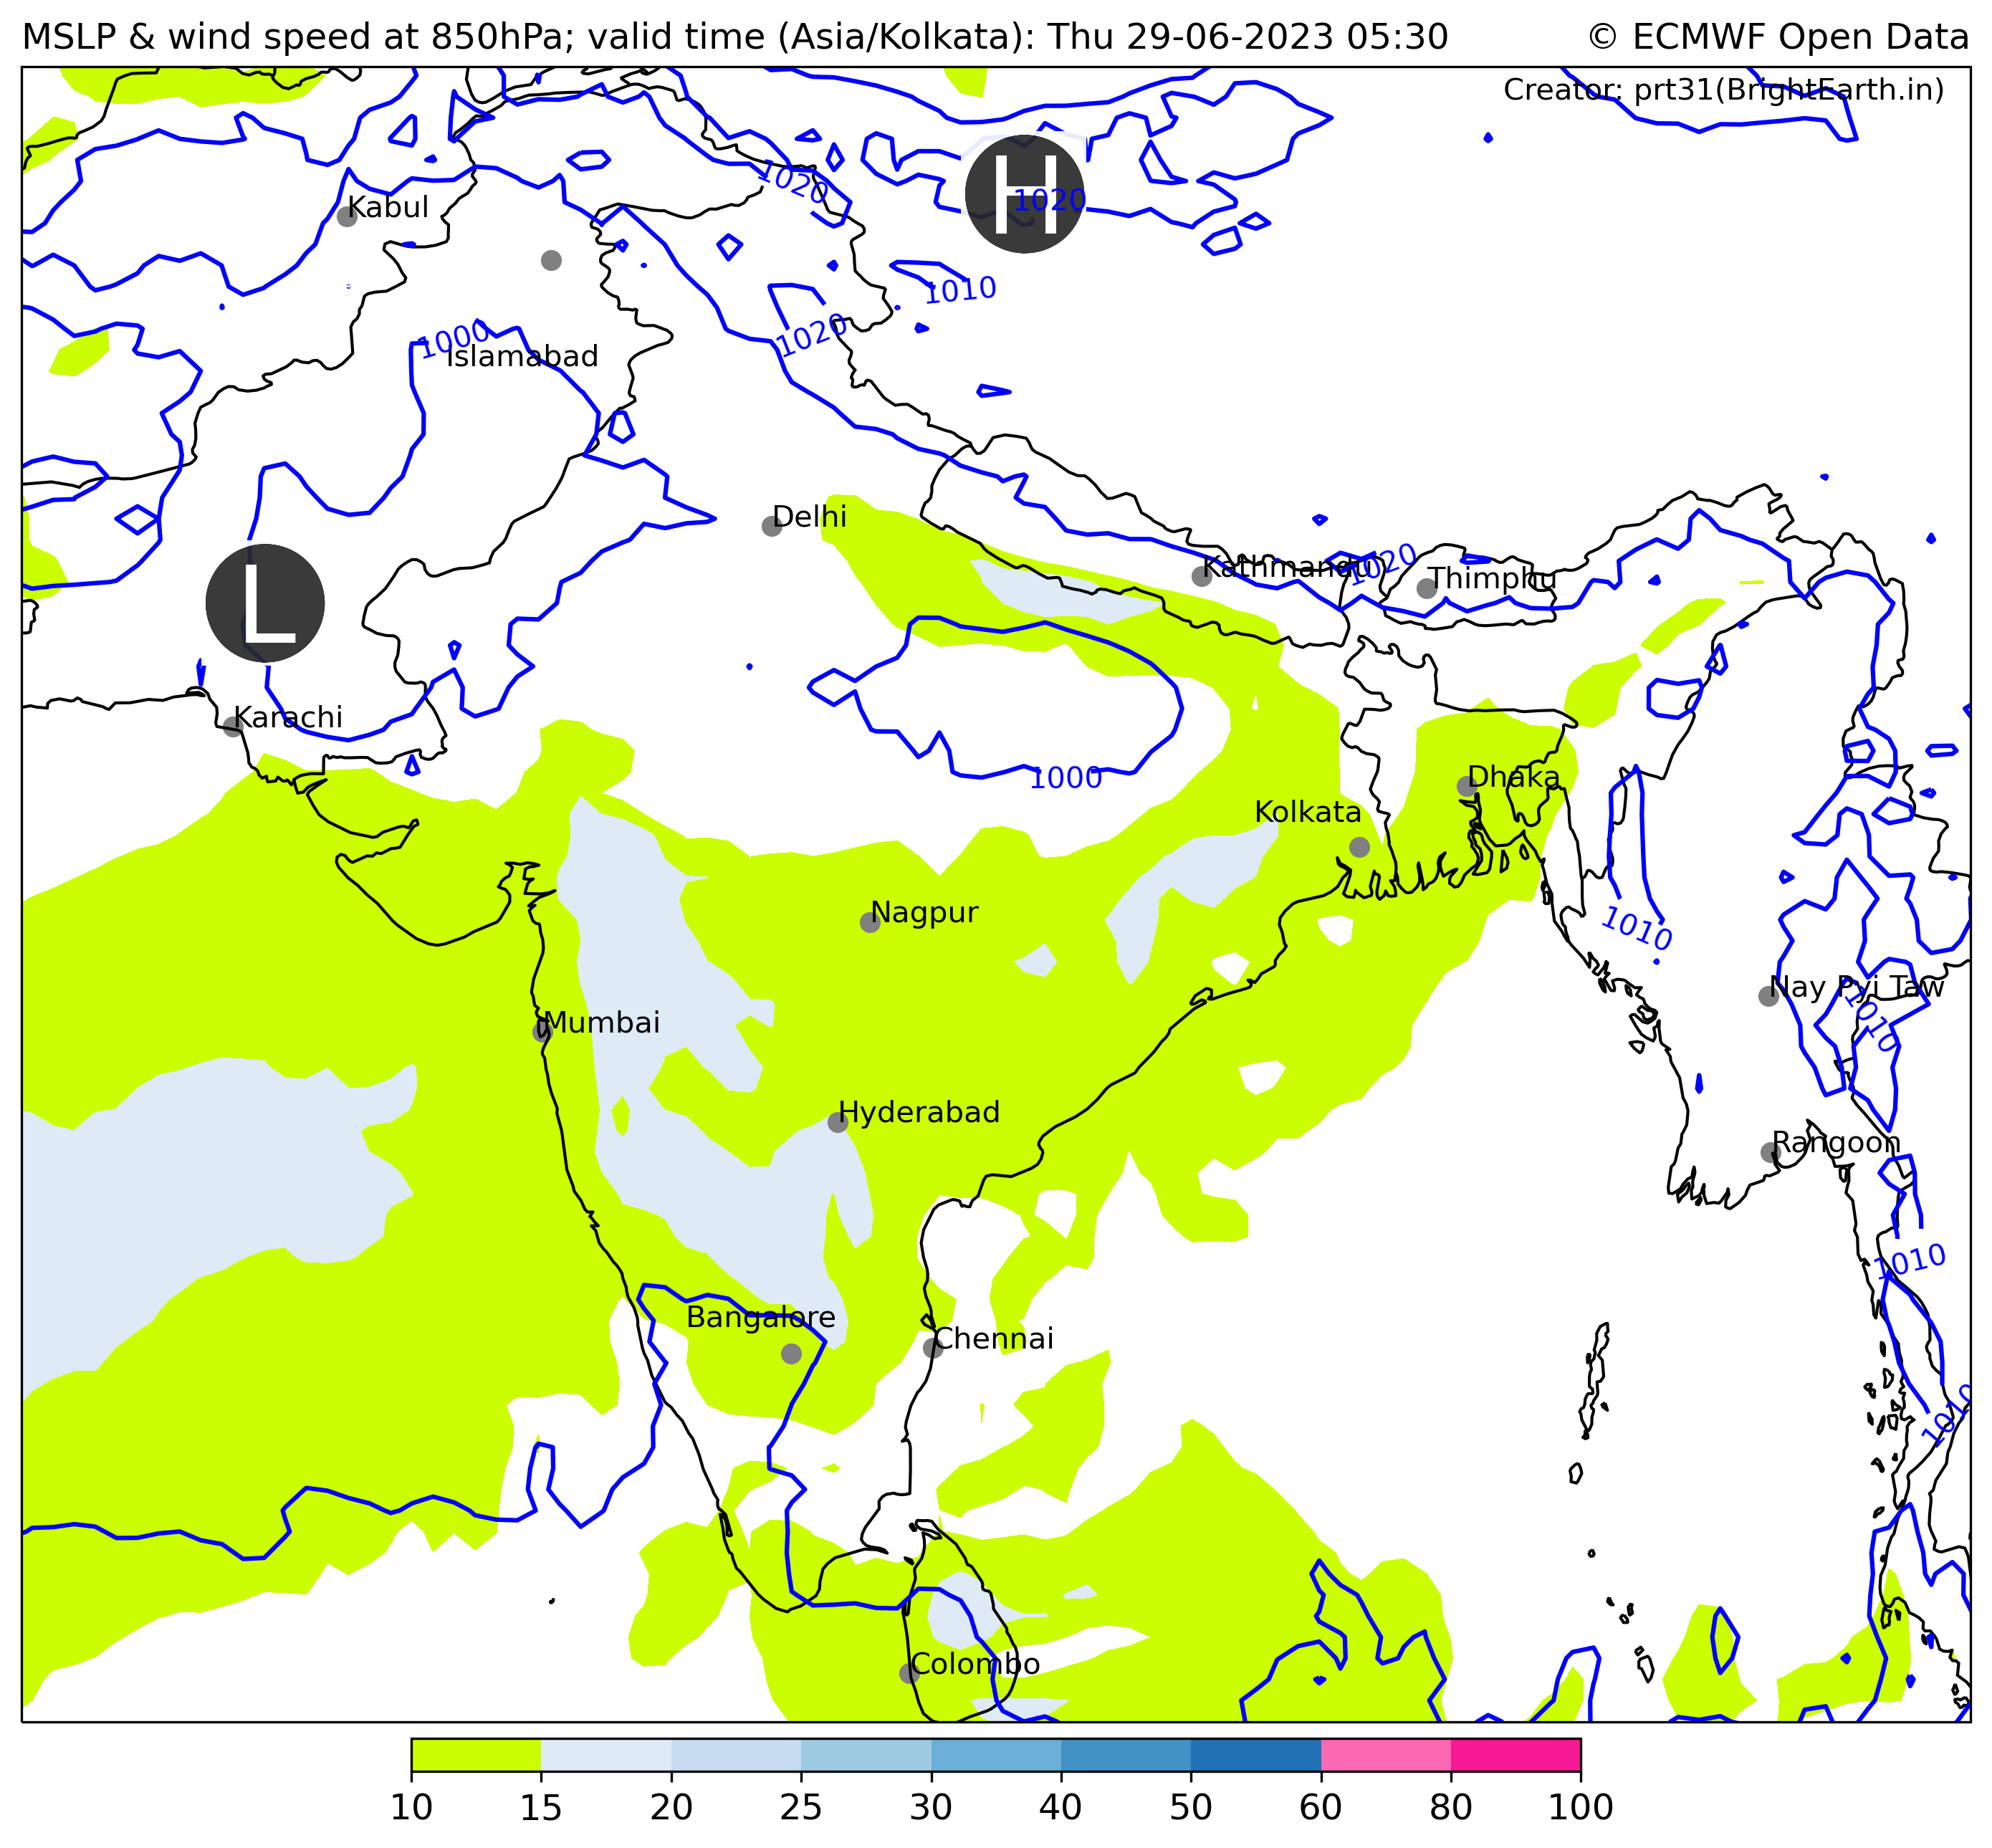 MSLP & wind speed at 850hPa; valid time (Asia/Kolkata): Thu 29-06-2023 05:30
© ECMWF Open Data
Creator: prt31(BrightEarth.in)
1020
H
1020
Kabul
1010
1020
1000
Islamabad
Delhi
Kathmandu
1020
Thimphu
L
Karachi
1000
Dhaka
Kolkata
Nagpur
1010
Nay Pyi Taw
1010
Mumbai
Hyderabad
Rangoon
1010
Bangalore
Chennai
1010
Colombo
10 15 20 25 30 40 50 60 80 100